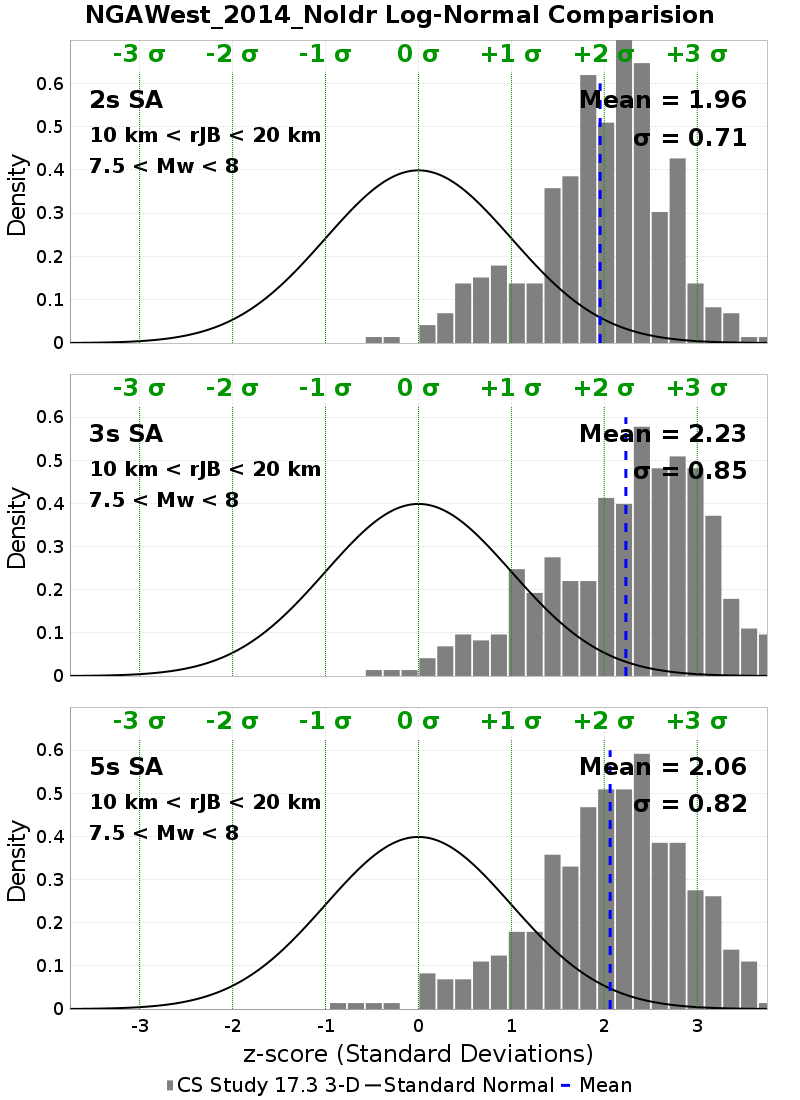 NGAWest_2014_NoIdr Log-Normal Comparision
-3 σ -2 σ -1 σ 0 σ +1 σ +2 σ +3 σ
0.6
0.5
0.4
0.3
0.2
0.1
0
Density
2s SA
10 km < rJB < 20 km
7.5 < Mw < 8
Mean = 1.96
σ = 0.71
-3 σ -2 σ -1 σ 0 σ +1 σ +2 σ +3 σ
0.6
0.5
0.4
0.3
0.2
0.1
0
Density
3s SA
10 km < rJB < 20 km
7.5 < Mw < 8
Mean = 2.23
σ = 0.85
-3 σ -2 σ -1 σ 0 σ +1 σ +2 σ +3 σ
0.6
0.5
0.4
0.3
0.2
0.1
0
Density
5s SA
10 km < rJB < 20 km
7.5 < Mw < 8
Mean = 2.06
σ = 0.82
-3 -2 -1 0 1 2 3
z-score (Standard Deviations)
CS Study 17.3 3-D Standard Normal Mean